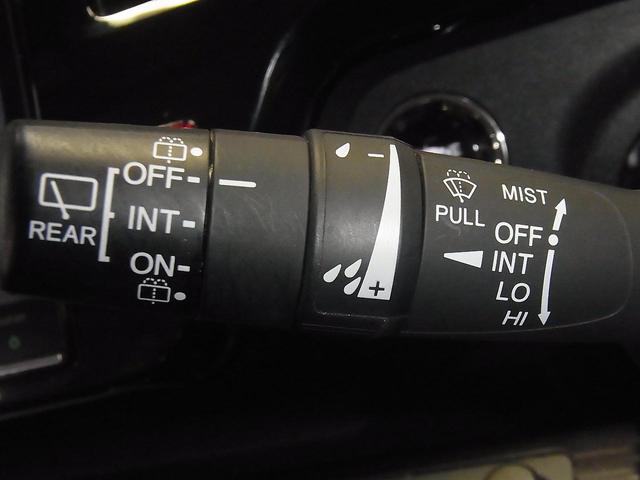 REAR
OFF-
INT-
ON-
—
−
+
PULL
MIST
OFF
INT
LO
HI